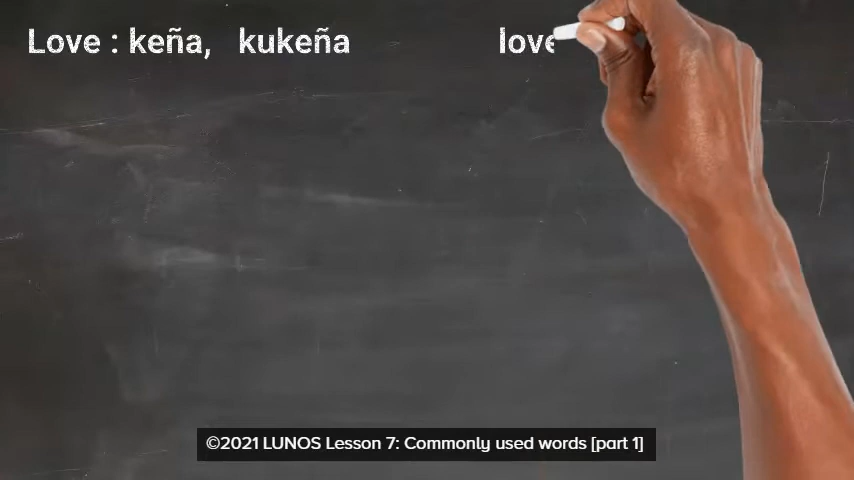 Love : keña, kukeña love
©2021 LUNOS Lesson 7: Commonly used words [part 1]